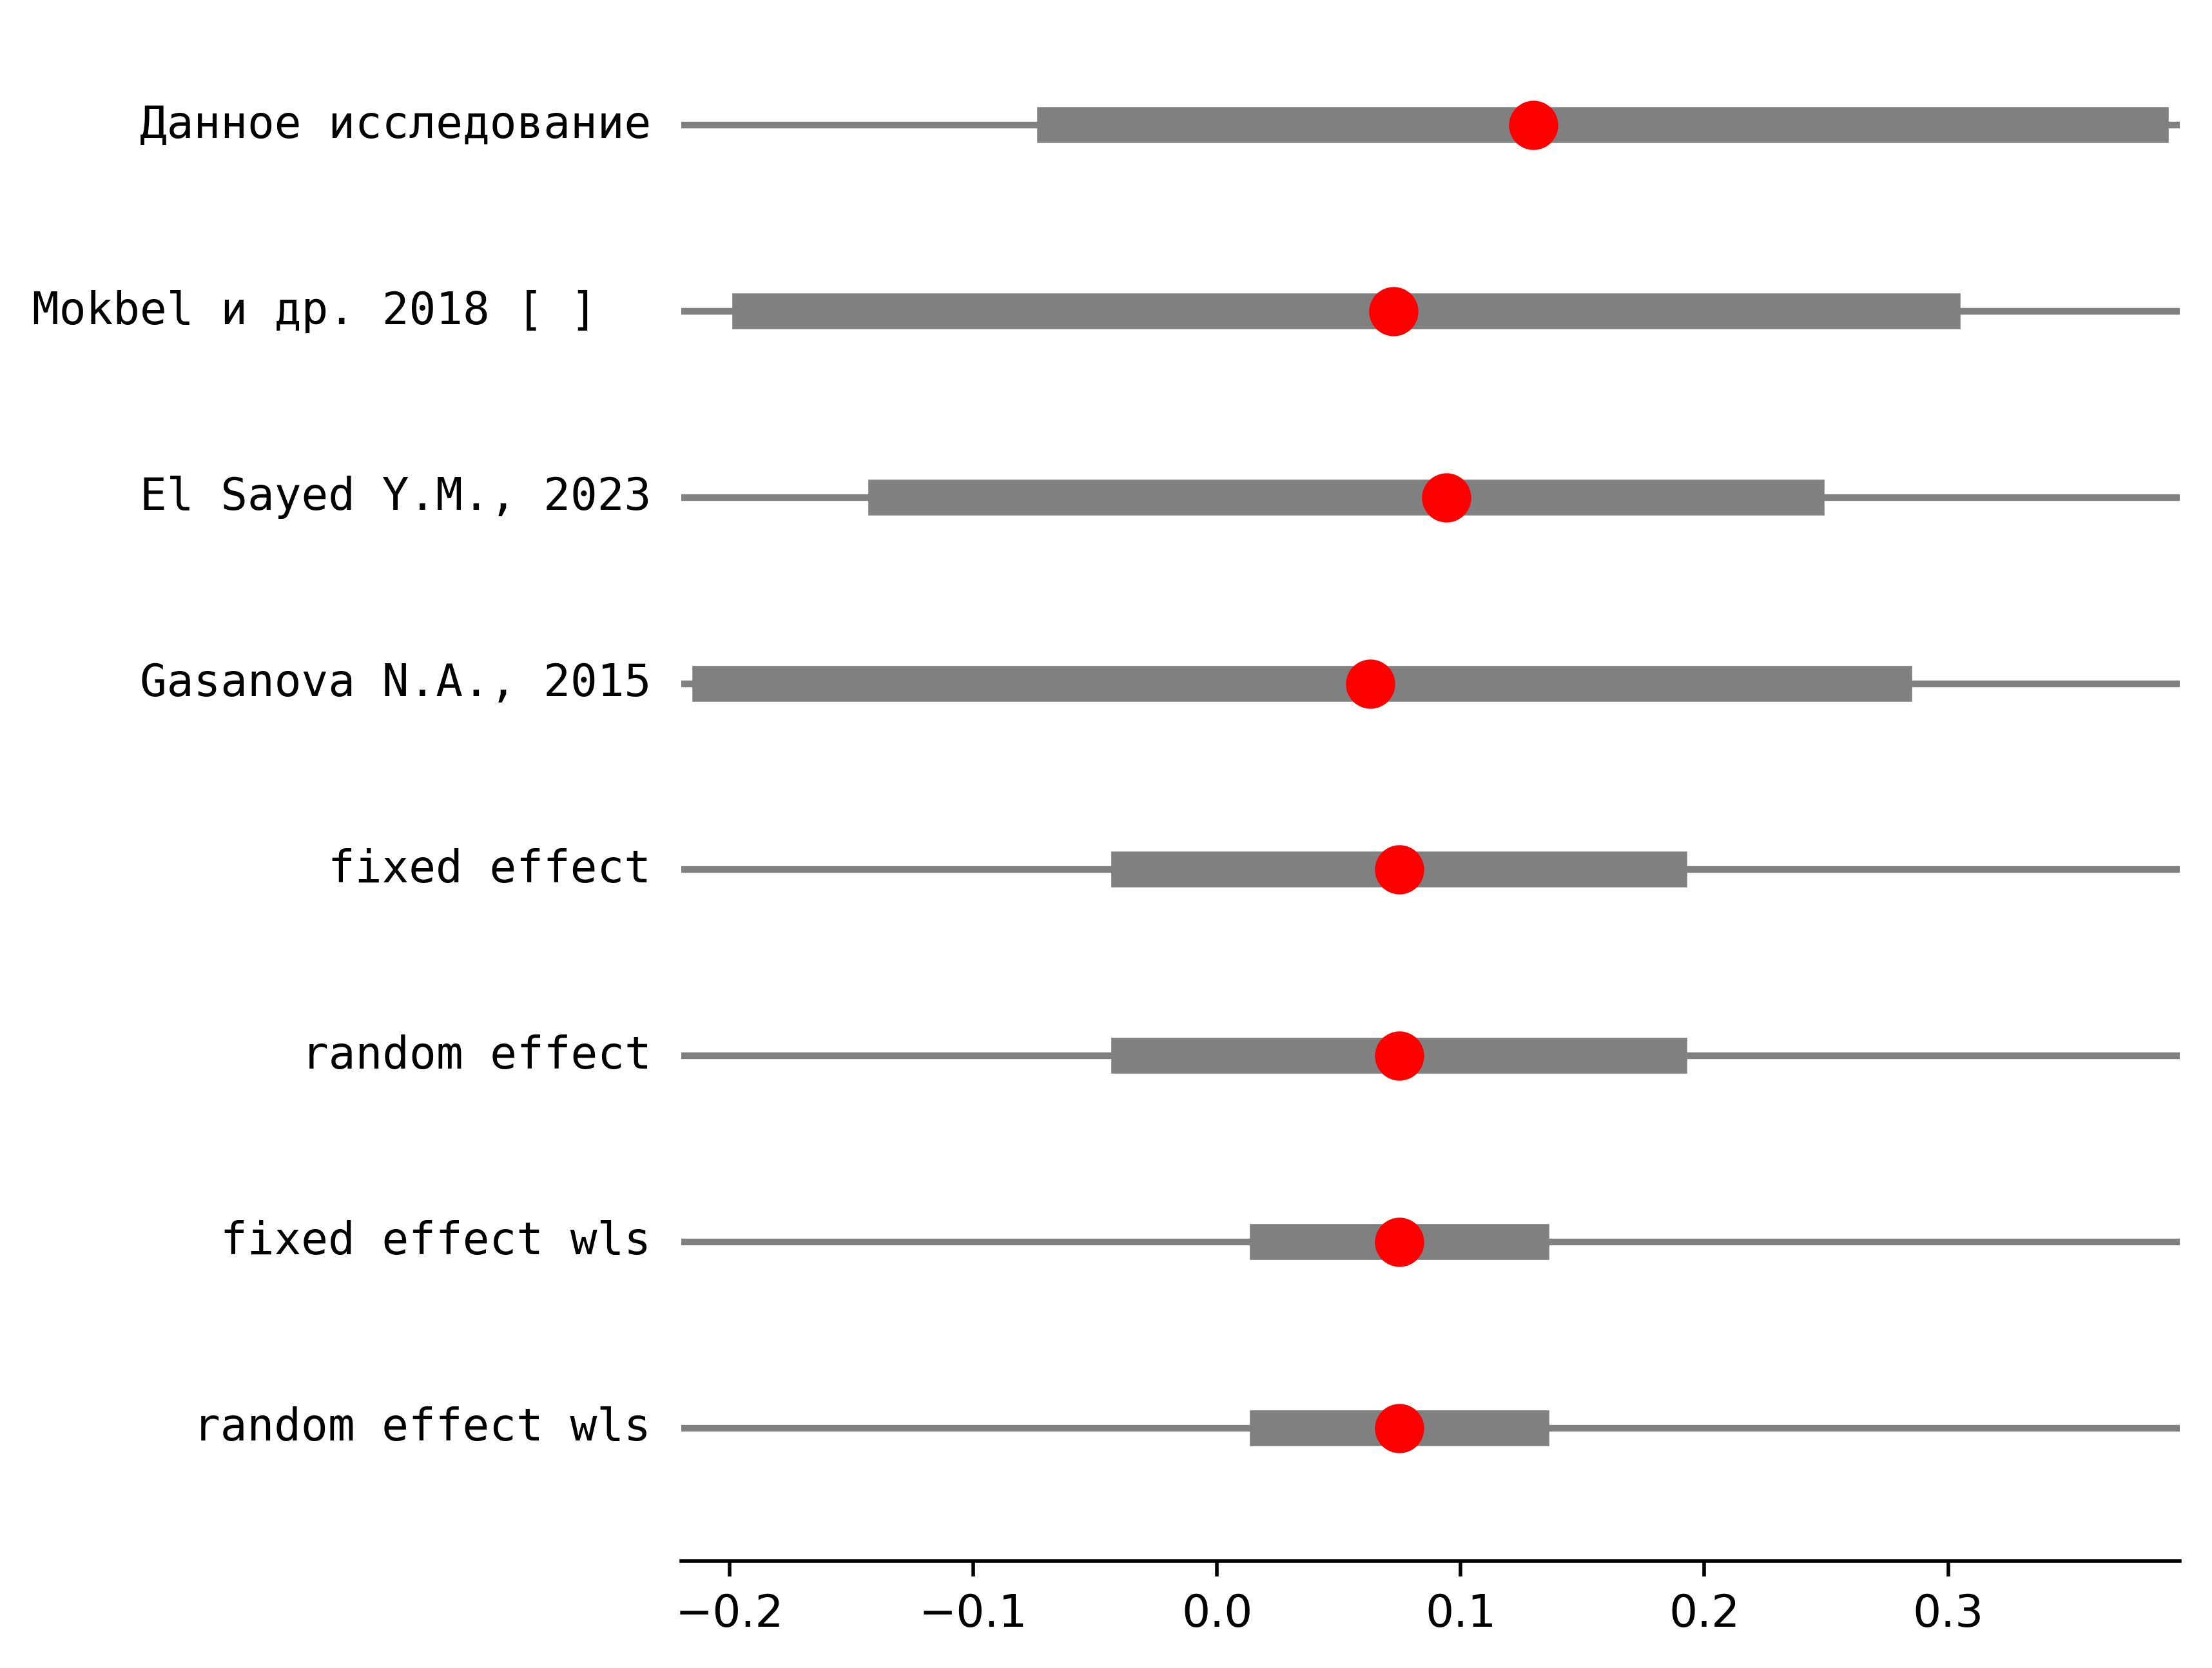 Данное исследование
Mokbel и др. 2018 [ ]
El Sayed Y.M., 2023
Gasanova N.A., 2015
fixed effect
random effect
fixed effect wls
random effect wls
−0.2 −0.1 0.0 0.1 0.2 0.3